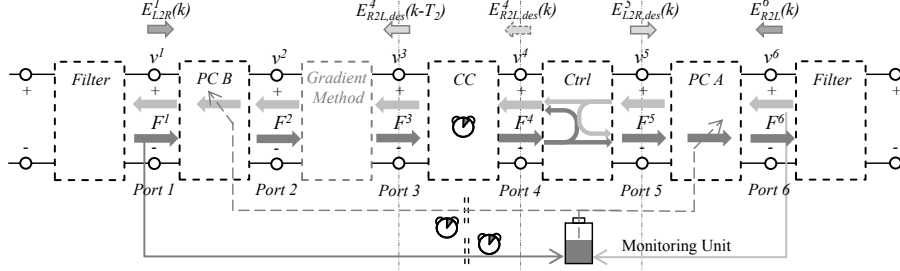 E^1_{L2R}(k) E^4_{R2L,des}(k-T_2) E^4_{R2L,des}(k) E^5_{L2R,des}(k) E^6_{R2L}(k)
v^1 v^2 v^3 v^4 v^5 v^6
Filter PC B Gradient Method CC Ctrl PC A Filter
+ + + + + + + +
F^1 F^2 F^3 F^4 F^5 F^6
- - - - - - - -
Port 1 Port 2 Port 3 Port 4 Port 5 Port 6
Monitoring Unit